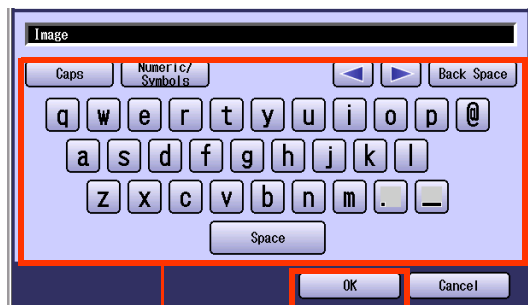 Image
Caps Numeric/ Symbols Back Space
q w e r t y u i o p @
a s d f g h j k l
z x c v b n m . _
Space
OK Cancel